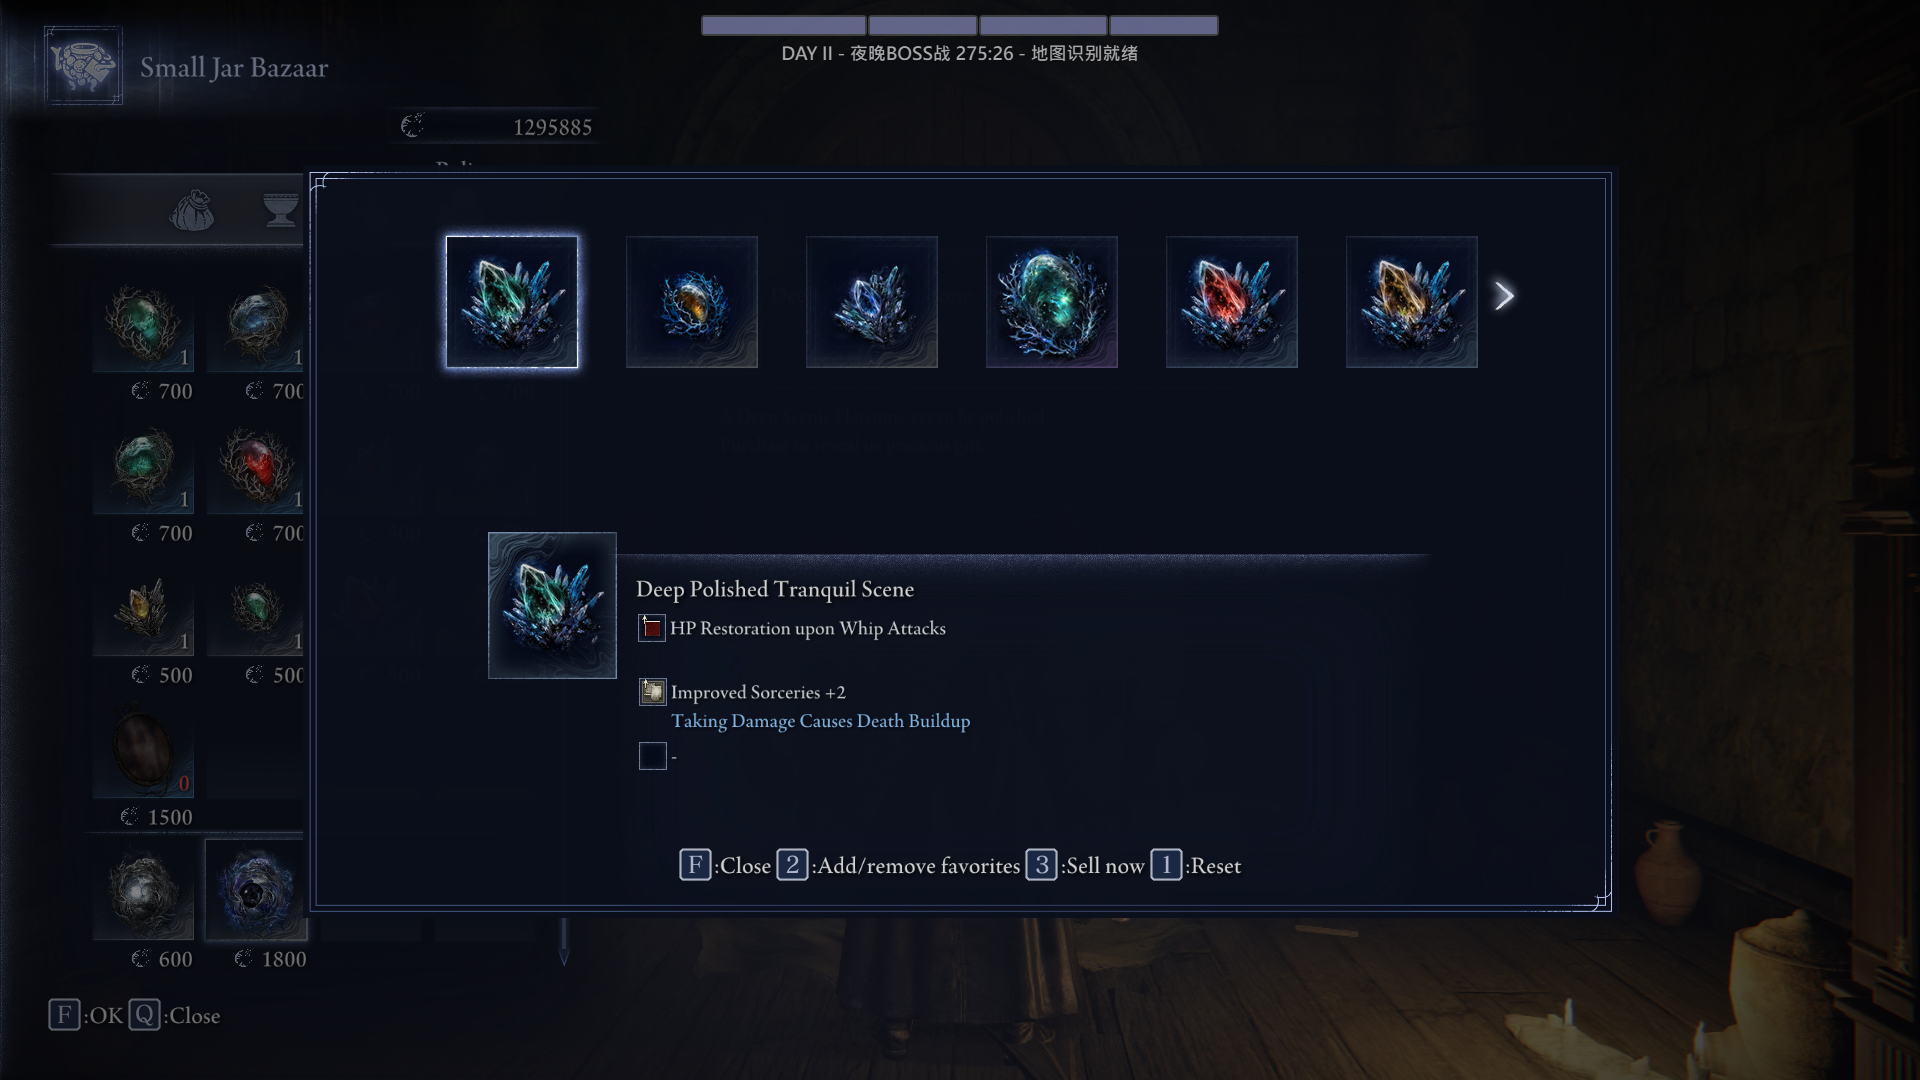 Small Jar Bazaar
DAY II - 夜晚BOSS战 275:26 - 地图识别就绪
1295885
1
1
700
700
1
1
700
700
1
1
500
500
0
1500
600
1800
Deep Polished Tranquil Scene
HP Restoration upon Whip Attacks
Improved Sorceries +2
Taking Damage Causes Death Buildup
-
F:Close 2:Add/remove favorites 3:Sell now 1:Reset
F:OK Q:Close